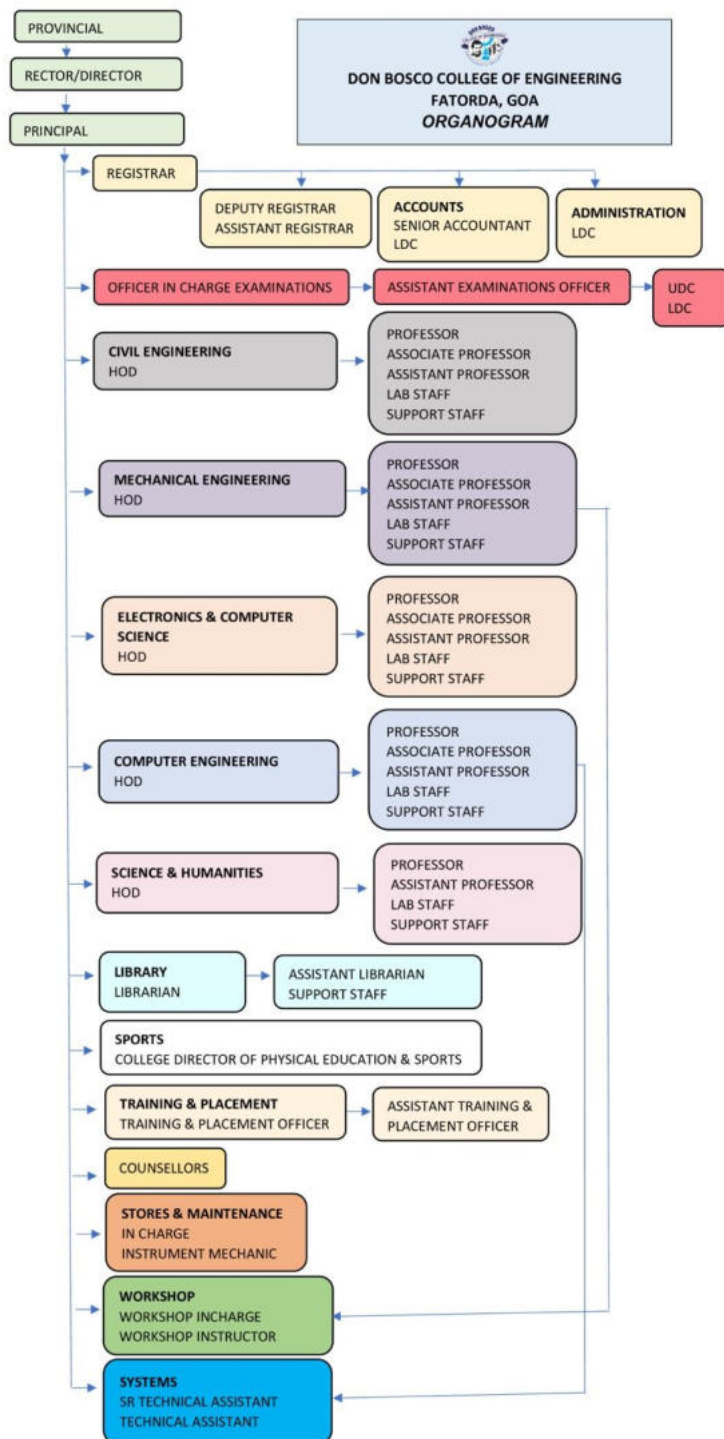 PROVINCIAL
RECTOR/DIRECTOR
PRINCIPAL
DON BOSCO COLLEGE OF ENGINEERING
FATORDA, GOA
ORGANOGRAM
REGISTRAR
DEPUTY REGISTRAR
ASSISTANT REGISTRAR
ACCOUNTS
SENIOR ACCOUNTANT
LDC
ADMINISTRATION
LDC
OFFICER IN CHARGE EXAMINATIONS
ASSISTANT EXAMINATIONS OFFICER
UDC
LDC
CIVIL ENGINEERING
HOD
PROFESSOR
ASSOCIATE PROFESSOR
ASSISTANT PROFESSOR
LAB STAFF
SUPPORT STAFF
MECHANICAL ENGINEERING
HOD
PROFESSOR
ASSOCIATE PROFESSOR
ASSISTANT PROFESSOR
LAB STAFF
SUPPORT STAFF
ELECTRONICS & COMPUTER
SCIENCE
HOD
PROFESSOR
ASSOCIATE PROFESSOR
ASSISTANT PROFESSOR
LAB STAFF
SUPPORT STAFF
COMPUTER ENGINEERING
HOD
PROFESSOR
ASSOCIATE PROFESSOR
ASSISTANT PROFESSOR
LAB STAFF
SUPPORT STAFF
SCIENCE & HUMANITIES
HOD
PROFESSOR
ASSISTANT PROFESSOR
LAB STAFF
SUPPORT STAFF
LIBRARY
LIBRARIAN
ASSISTANT LIBRARIAN
SUPPORT STAFF
SPORTS
COLLEGE DIRECTOR OF PHYSICAL EDUCATION & SPORTS
TRAINING & PLACEMENT
TRAINING & PLACEMENT OFFICER
ASSISTANT TRAINING &
PLACEMENT OFFICER
COUNSELLORS
STORES & MAINTENANCE
IN CHARGE
INSTRUMENT MECHANIC
WORKSHOP
WORKSHOP INCHARGE
WORKSHOP INSTRUCTOR
SYSTEMS
SR TECHNICAL ASSISTANT
TECHNICAL ASSISTANT